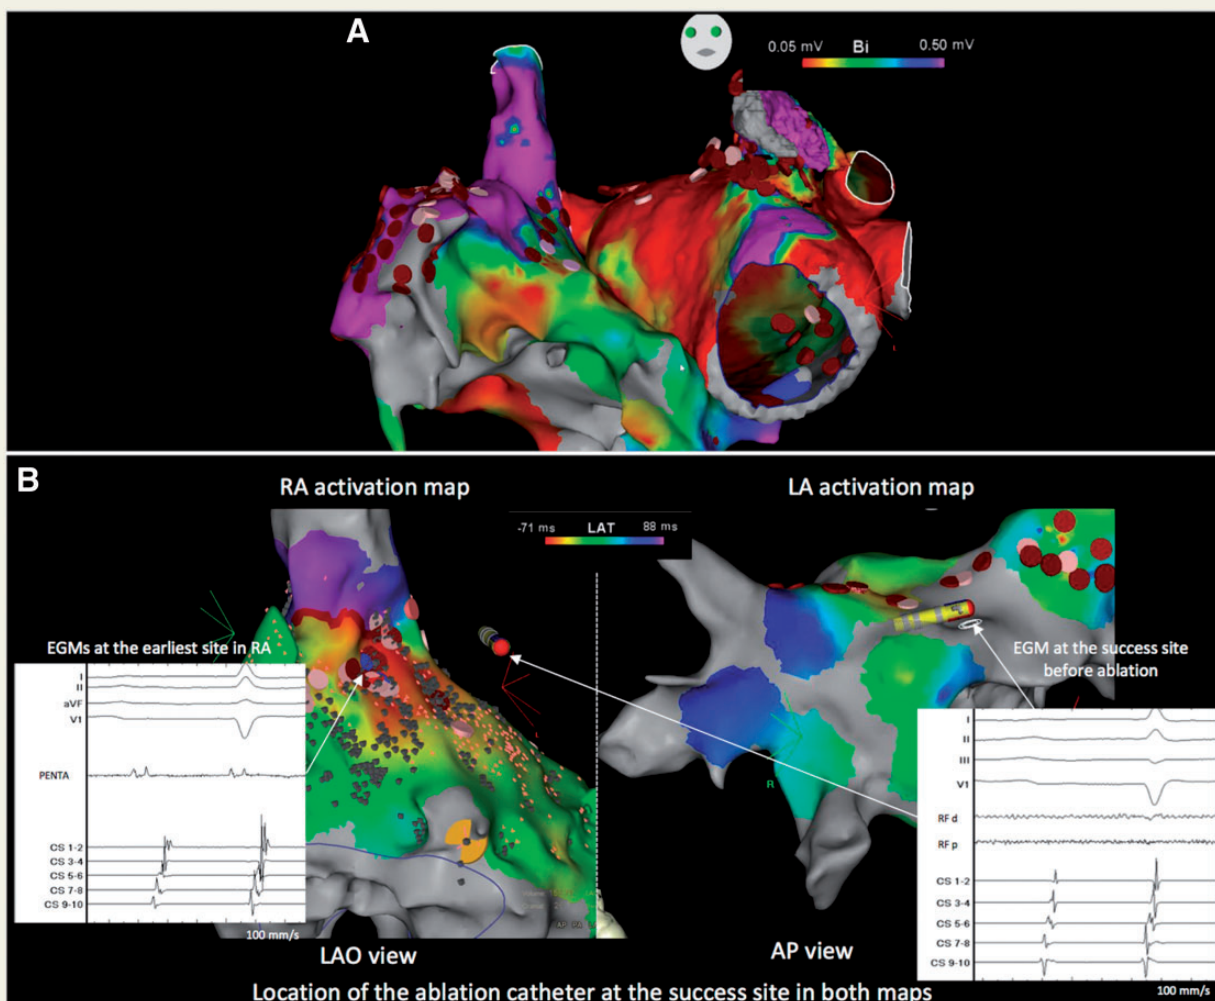 A
0.05 mV Bi 0.50 mV
B
RA activation map
LA activation map
-71 ms LAT 88 ms
EGMs at the earliest site in RA
I
II
aVF
V1
PENTA
CS 1-2
CS 3-4
CS 5-6
CS 7-8
CS 9-10
100 mm/s
R
EGM at the success site
before ablation
I
II
III
V1
RF d
RF p
CS 1-2
CS 3-4
CS 5-6
CS 7-8
CS 9-10
100 mm/s
LAO view
AP view
Location of the ablation catheter at the success site in both maps